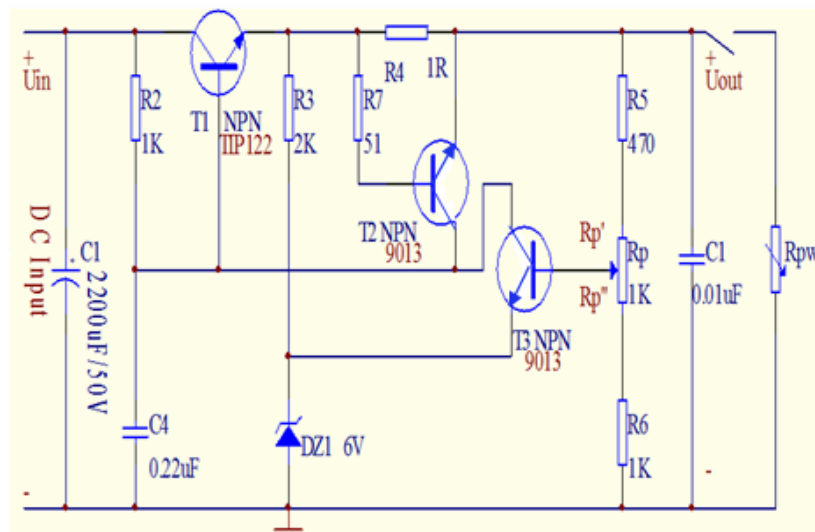 +
Uin
R2
1K
T1 NPN
TIP122
R3
2K
R7
51
R4 1R
T2 NPN
9013
T3 NPN
9013
R5
470
Rp'
Rp
Rp"
1K
R6
1K
+
Uout
C1
0.01uF
-
Rpw
DC Input
C1
2200uF/50V
C4
0.22uF
DZ1 6V
-